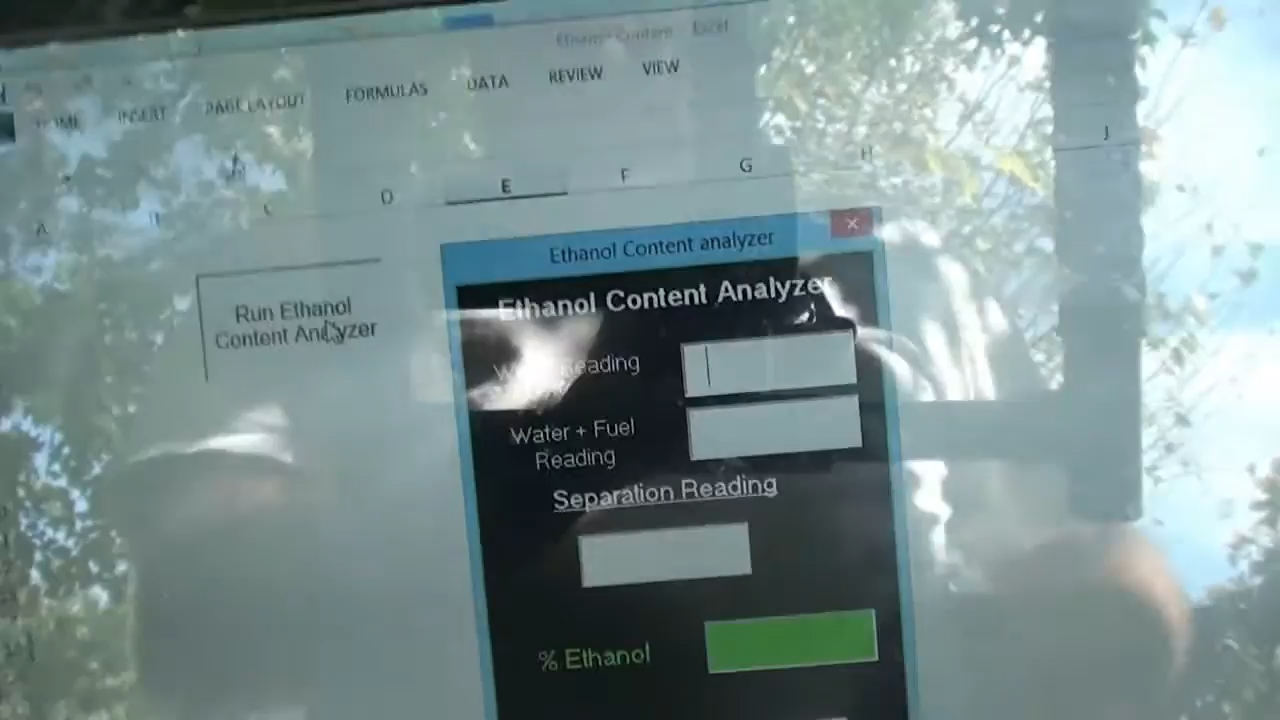 Ethanol Content Excel
HOME INSERT PAGE LAYOUT FORMULAS DATA REVIEW VIEW
A C D E F G H J
Run Ethanol
Content Analyzer
Ethanol Content analyzer
Ethanol Content Analyzer
Reading
Water + Fuel
Reading
Separation Reading
% Ethanol